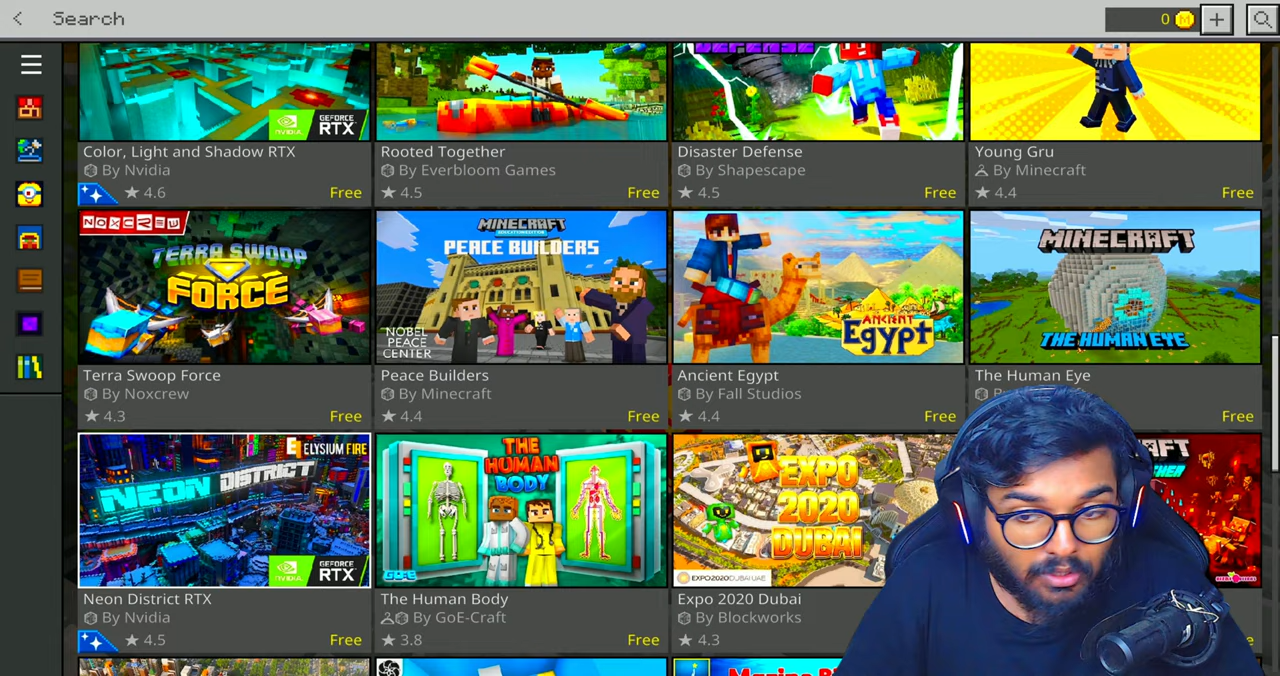 Search
0
DEFENSE
NVIDIA
GEFORCE
RTX
Color, Light and Shadow RTX
By Nvidia
4.6
Free
Rooted Together
By Everbloom Games
4.5
Free
Disaster Defense
By Shapescape
4.5
Free
Young Gru
By Minecraft
4.4
Free
NOXCREW
TERRA SWOOP
FORCE
MINECRAFT
PEACE BUILDERS
NOBEL
PEACE
CENTER
ANCIENT
Egypt
MINECRAFT
THE HUMAN EYE
Terra Swoop Force
By Noxcrew
4.3
Free
Peace Builders
By Minecraft
4.4
Free
Ancient Egypt
By Fall Studios
4.4
Free
The Human Eye
Free
ELYSIUM FIRE
NEON DISTRICT
NVIDIA
GEFORCE
RTX
THE
HUMAN
BODY
GOE
EXPO
2020
DUBAI
EXPO2020 DUBAI UAE
Neon District RTX
By Nvidia
4.5
Free
The Human Body
By GoE-Craft
3.8
Free
Expo 2020 Dubai
By Blockworks
4.3